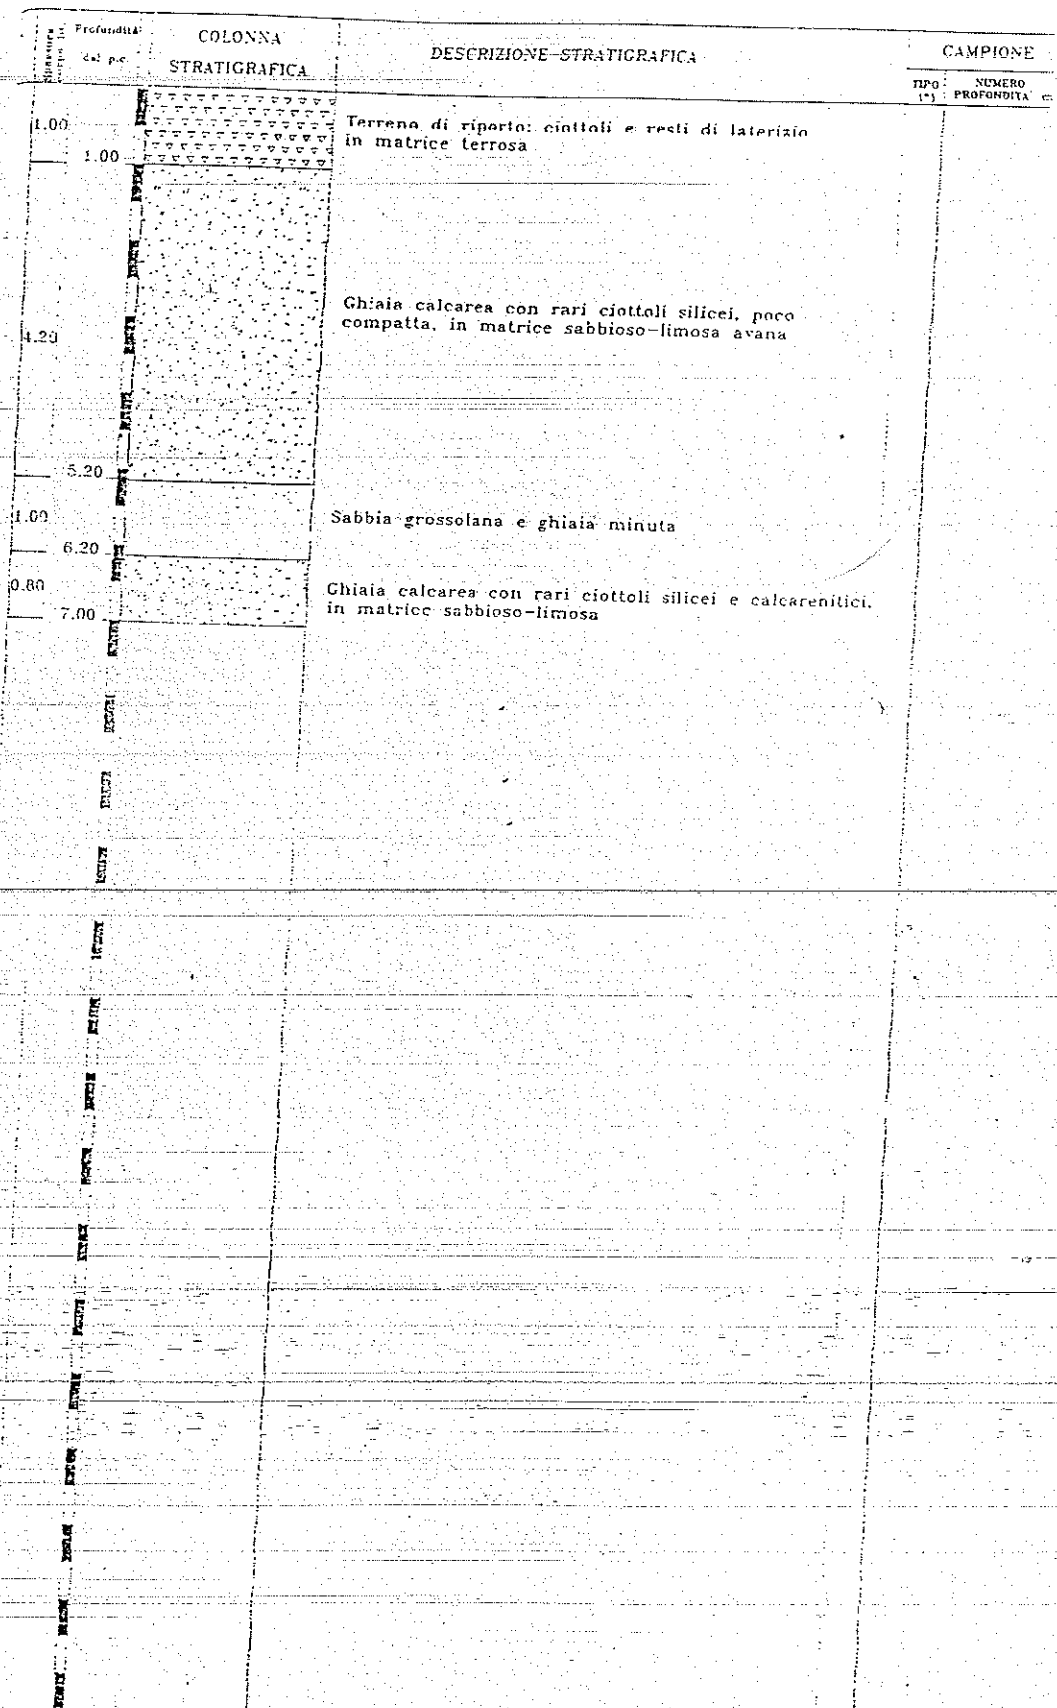 Profondità
dal p.c.
COLONNA
STRATIGRAFICA
DESCRIZIONE STRATIGRAFICA
CAMPIONE
TIPO
(*)
NUMERO
PROFONDITA'
1.00
1.00
Terreno di riporto: ciottoli e resti di laterizio
in matrice terrosa
4.20
5.20
Ghiaia calcarea con rari ciottoli silicei, poco
compatta, in matrice sabbioso-limosa avana
1.00
6.20
Sabbia grossolana e ghiaia minuta
0.80
7.00
Ghiaia calcarea con rari ciottoli silicei e calcarenitici,
in matrice sabbioso-limosa